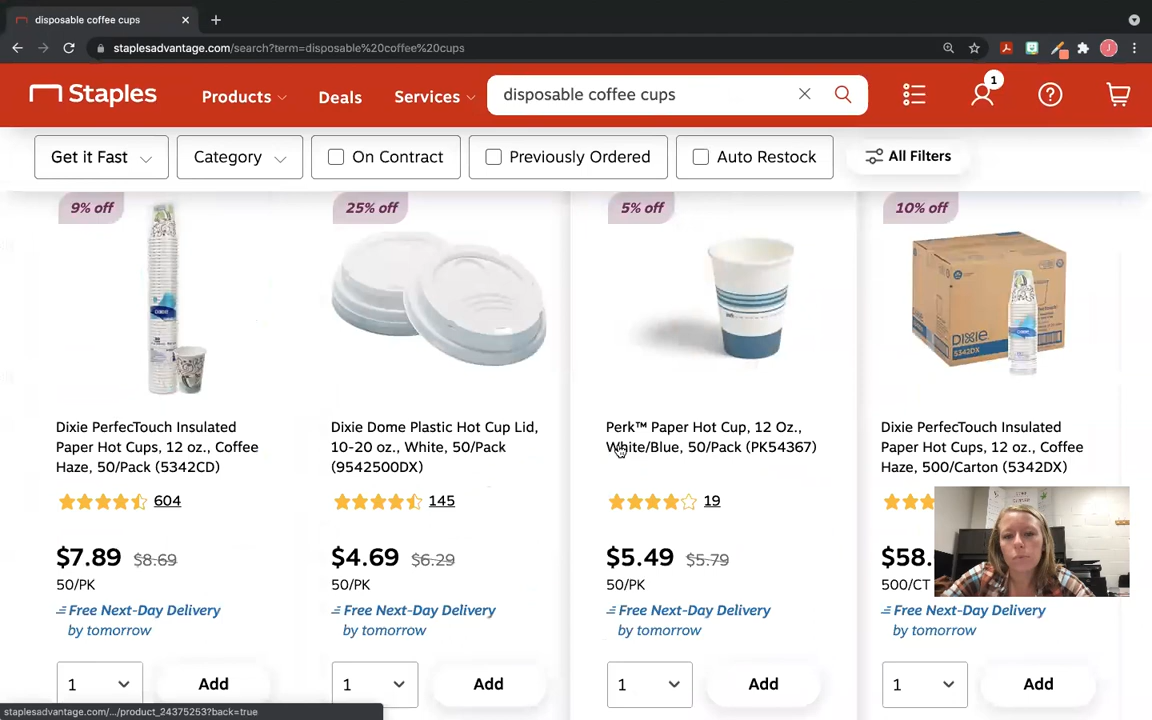 disposable coffee cups
staplesadvantage.com/search?term=disposable%20coffee%20cups
J
Staples
Products
Deals
Services
disposable coffee cups
1
Get it Fast
Category
On Contract
Previously Ordered
Auto Restock
All Filters
9% off
25% off
5% off
10% off
DIXIE
5342DX
Dixie PerfecTouch Insulated
Paper Hot Cups, 12 oz., Coffee
Haze, 50/Pack (5342CD)
604
$7.89 $8.69
50/PK
Free Next-Day Delivery
by tomorrow
1
Add
Dixie Dome Plastic Hot Cup Lid,
10-20 oz., White, 50/Pack
(9542500DX)
145
$4.69 $6.29
50/PK
Free Next-Day Delivery
by tomorrow
1
Add
Perk™ Paper Hot Cup, 12 Oz.,
White/Blue, 50/Pack (PK54367)
19
$5.49 $5.79
50/PK
Free Next-Day Delivery
by tomorrow
1
Add
Dixie PerfecTouch Insulated
Paper Hot Cups, 12 oz., Coffee
Haze, 500/Carton (5342DX)
$58.
500/CT
Free Next-Day Delivery
by tomorrow
1
Add
staplesadvantage.com/.../product_24375253?back=true